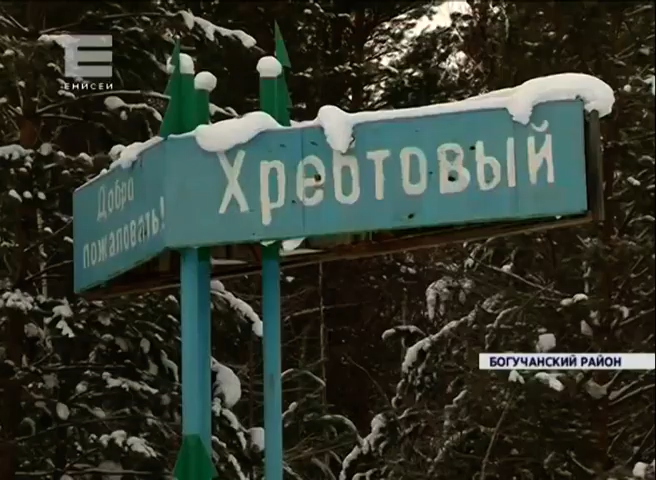 ЕНИСЕЙ
Добро
пожаловать!
Хребтовый
БОГУЧАНСКИЙ РАЙОН